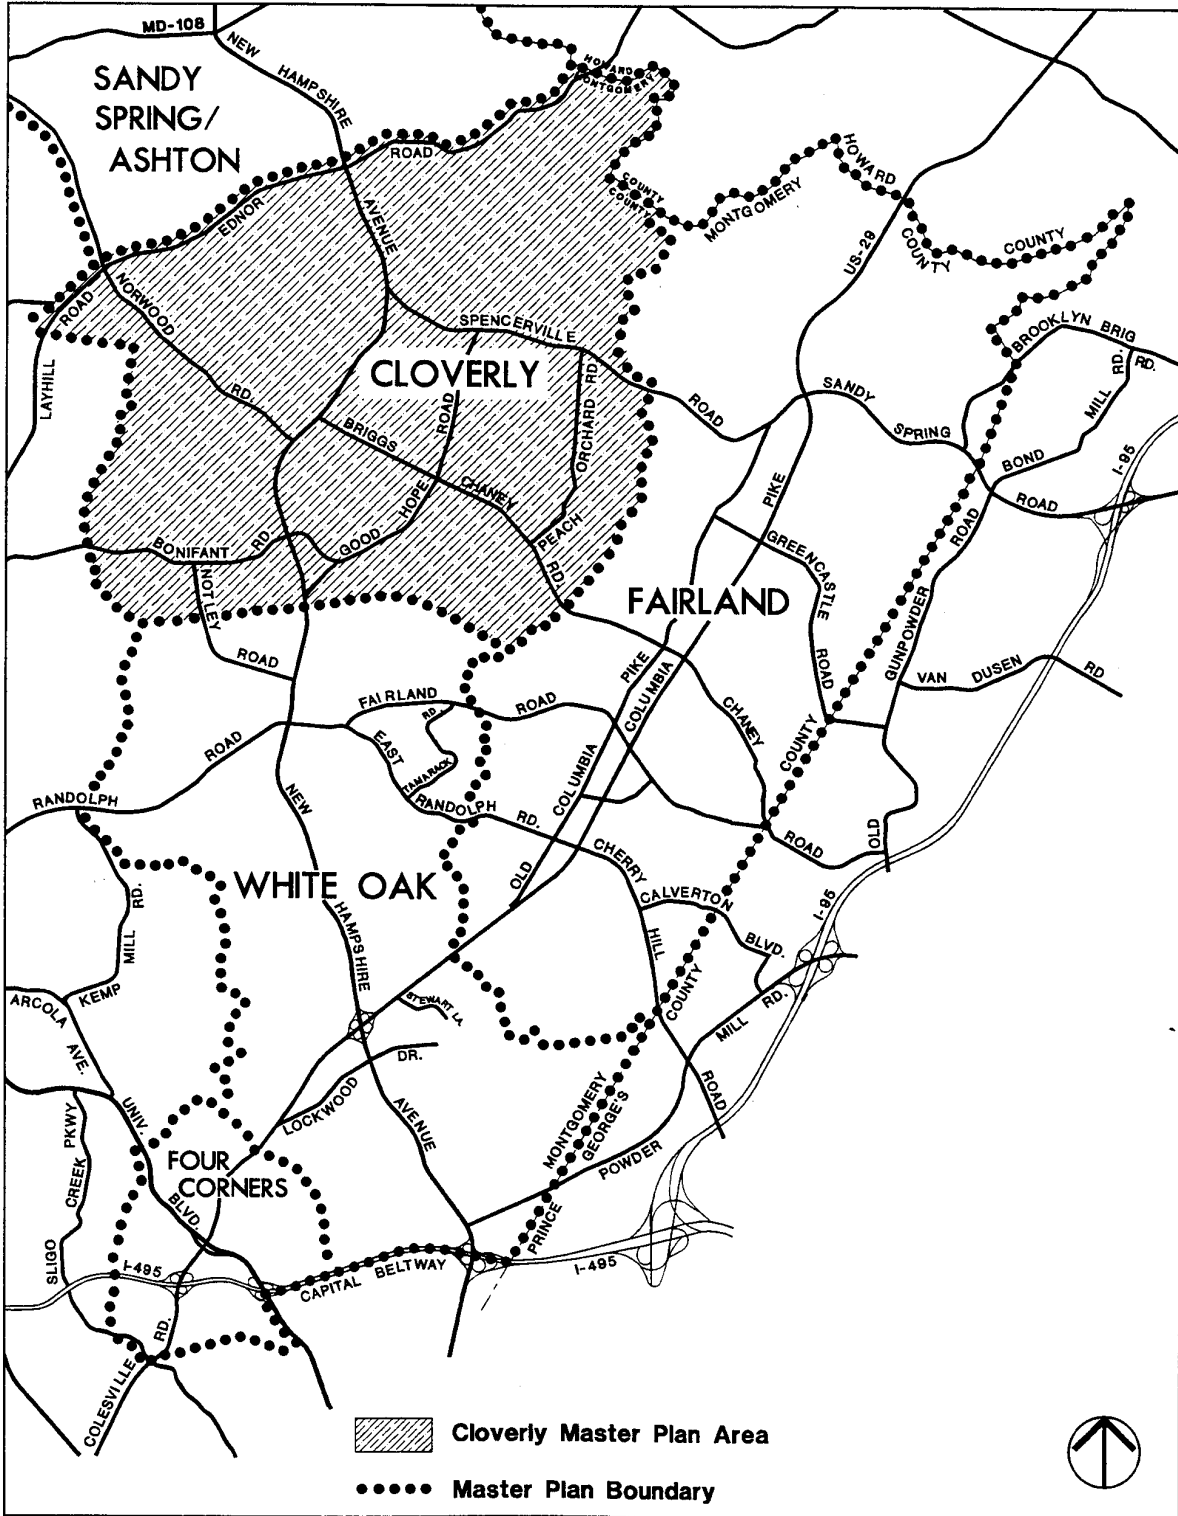 MD-108
NEW
HAMPSHIRE
AVENUE
SANDY
SPRING/
ASHTON
HOWARD
MONTGOMERY
COUNTY
COUNTY
ROAD
EDNOR
ROAD
MONTGOMERY
HOWARD
COUNTY
COUNTY
COUNTY
US-29
NORWOOD
RD.
LAYHILL
SPENCERVILLE
ROAD
CLOVERLY
BROOKLYN BRIG
RD.
MILL
RD.
BOND
SANDY
SPRING
ROAD
I-95
BRIGGS
CHANEY
RD.
ROAD
HOPE
GOOD
ORCHARD RD.
PEACH
BONIFANT
RD.
NOTLEY
ROAD
PIKE
GREENCASTLE
ROAD
ROAD
GUNPOWDER
OLD
FAIRLAND
VAN DUSEN RD
PIKE
COLUMBIA
COLUMBIA
OLD
CHANEY
ROAD
COUNTY
FAIRLAND
ROAD
RD.
TAMARACK
EAST
RANDOLPH
RD.
RANDOLPH
ROAD
NEW
HAMPSHIRE
AVENUE
WHITE OAK
CHERRY
HILL
ROAD
CALVERTON
BLVD.
I-95
COUNTY
MILL RD.
POWDER
MILL
RD.
KEMP
ARCOLA
AVE.
STEWART LA.
DR.
LOCKWOOD
UNIV.
BLVD.
PKWY
CREEK
SLIGO
FOUR
CORNERS
MONTGOMERY
GEORGE'S
PRINCE
I-495
CAPITAL BELTWAY
I-495
RD.
COLESVILLE
Cloverly Master Plan Area
Master Plan Boundary